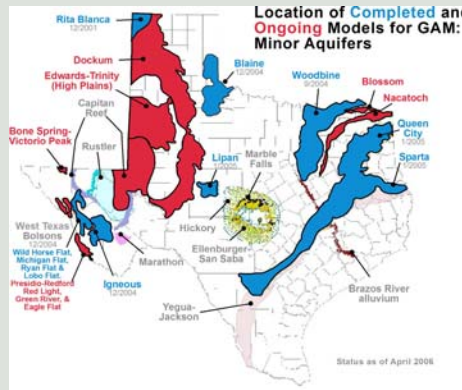 Location of Completed and
Ongoing Models for GAM:
Minor Aquifers
Rita Blanca
12/2001
Dockum
Edwards-Trinity
(High Plains)
Capitan
Reef
Bone Spring-
Victorio Peak
Rustler
Blaine
12/2004
Woodbine
9/2004
Blossom
Nacatoch
Queen
City
1/2005
Sparta
1/2005
Lipan
1/2005
Marble
Falls
Hickory
Ellenburger-
San Saba
West Texas
Bolsons
12/2004
Wild Horse Flat,
Michigan Flat,
Ryan Flat &
Lobo Flat,
Presidio-Redford
Red Light,
Green River, &
Eagle Flat
Igneous
12/2004
Marathon
Yegua-
Jackson
Brazos River
alluvium
Status as of April 2006